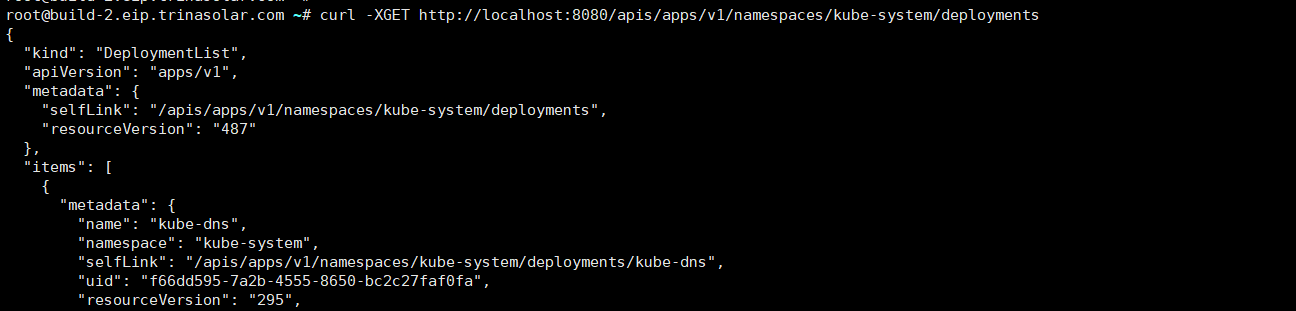 root@build-2.eip.trinasolar.com ~# curl -XGET http://localhost:8080/apis/apps/v1/namespaces/kube-system/deployments
{
  "kind": "DeploymentList",
  "apiVersion": "apps/v1",
  "metadata": {
    "selfLink": "/apis/apps/v1/namespaces/kube-system/deployments",
    "resourceVersion": "487"
  },
  "items": [
    {
      "metadata": {
        "name": "kube-dns",
        "namespace": "kube-system",
        "selfLink": "/apis/apps/v1/namespaces/kube-system/deployments/kube-dns",
        "uid": "f66dd595-7a2b-4555-8650-bc2c27faf0fa",
        "resourceVersion": "295",